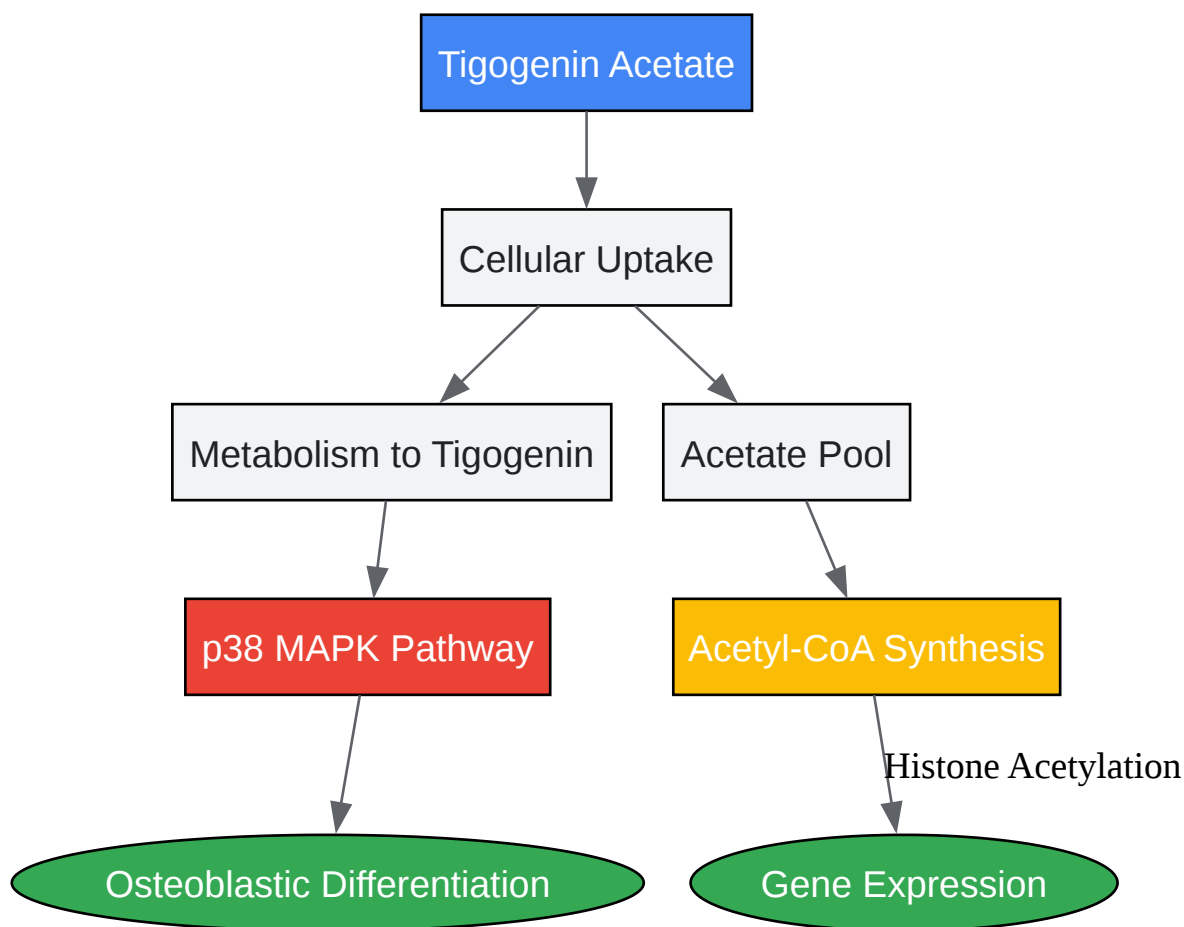 Tigogenin Acetate
Cellular Uptake
Metabolism to Tigogenin
Acetate Pool
p38 MAPK Pathway
Acetyl-CoA Synthesis
Histone Acetylation
Osteoblastic Differentiation
Gene Expression